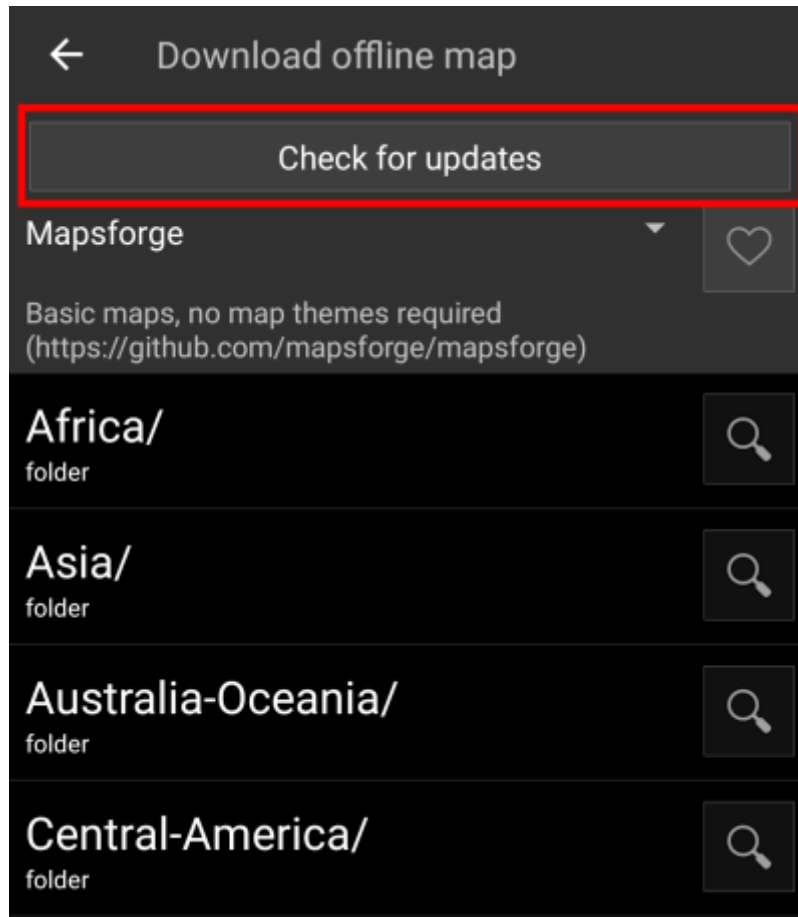 Download offline map
Check for updates
Mapsforge
Basic maps, no map themes required
(https://github.com/mapsforge/mapsforge)
Africa/
folder
Asia/
folder
Australia-Oceania/
folder
Central-America/
folder